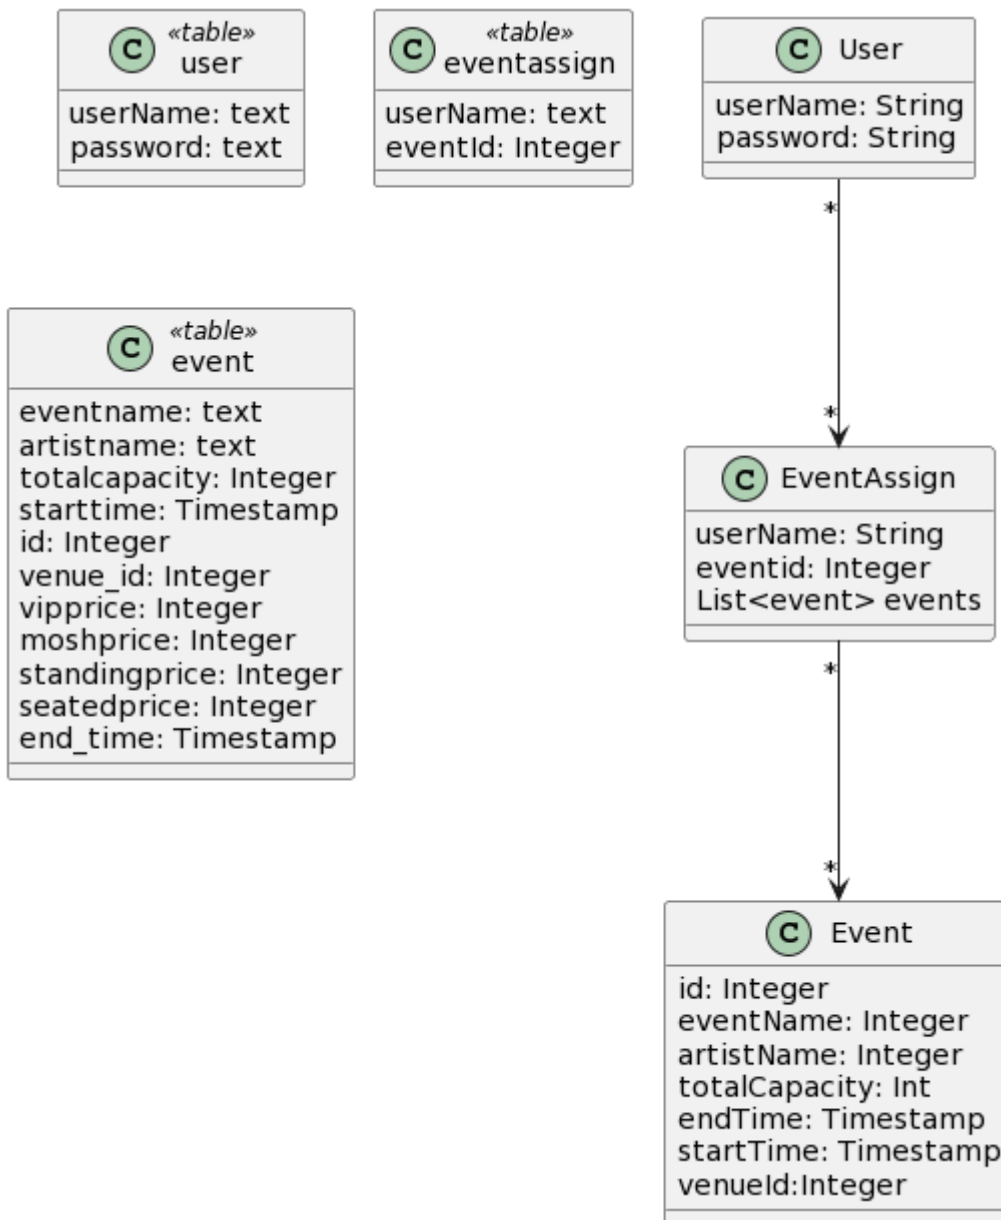 C «table»
user
userName: text
password: text
C «table»
eventassign
userName: text
eventId: Integer
C User
userName: String
password: String
*
*
C «table»
event
eventname: text
artistname: text
totalcapacity: Integer
starttime: Timestamp
id: Integer
venue_id: Integer
vipprice: Integer
moshprice: Integer
standingprice: Integer
seatedprice: Integer
end_time: Timestamp
C EventAssign
userName: String
eventid: Integer
List<event> events
*
*
C Event
id: Integer
eventName: Integer
artistName: Integer
totalCapacity: Int
endTime: Timestamp
startTime: Timestamp
venueId:Integer